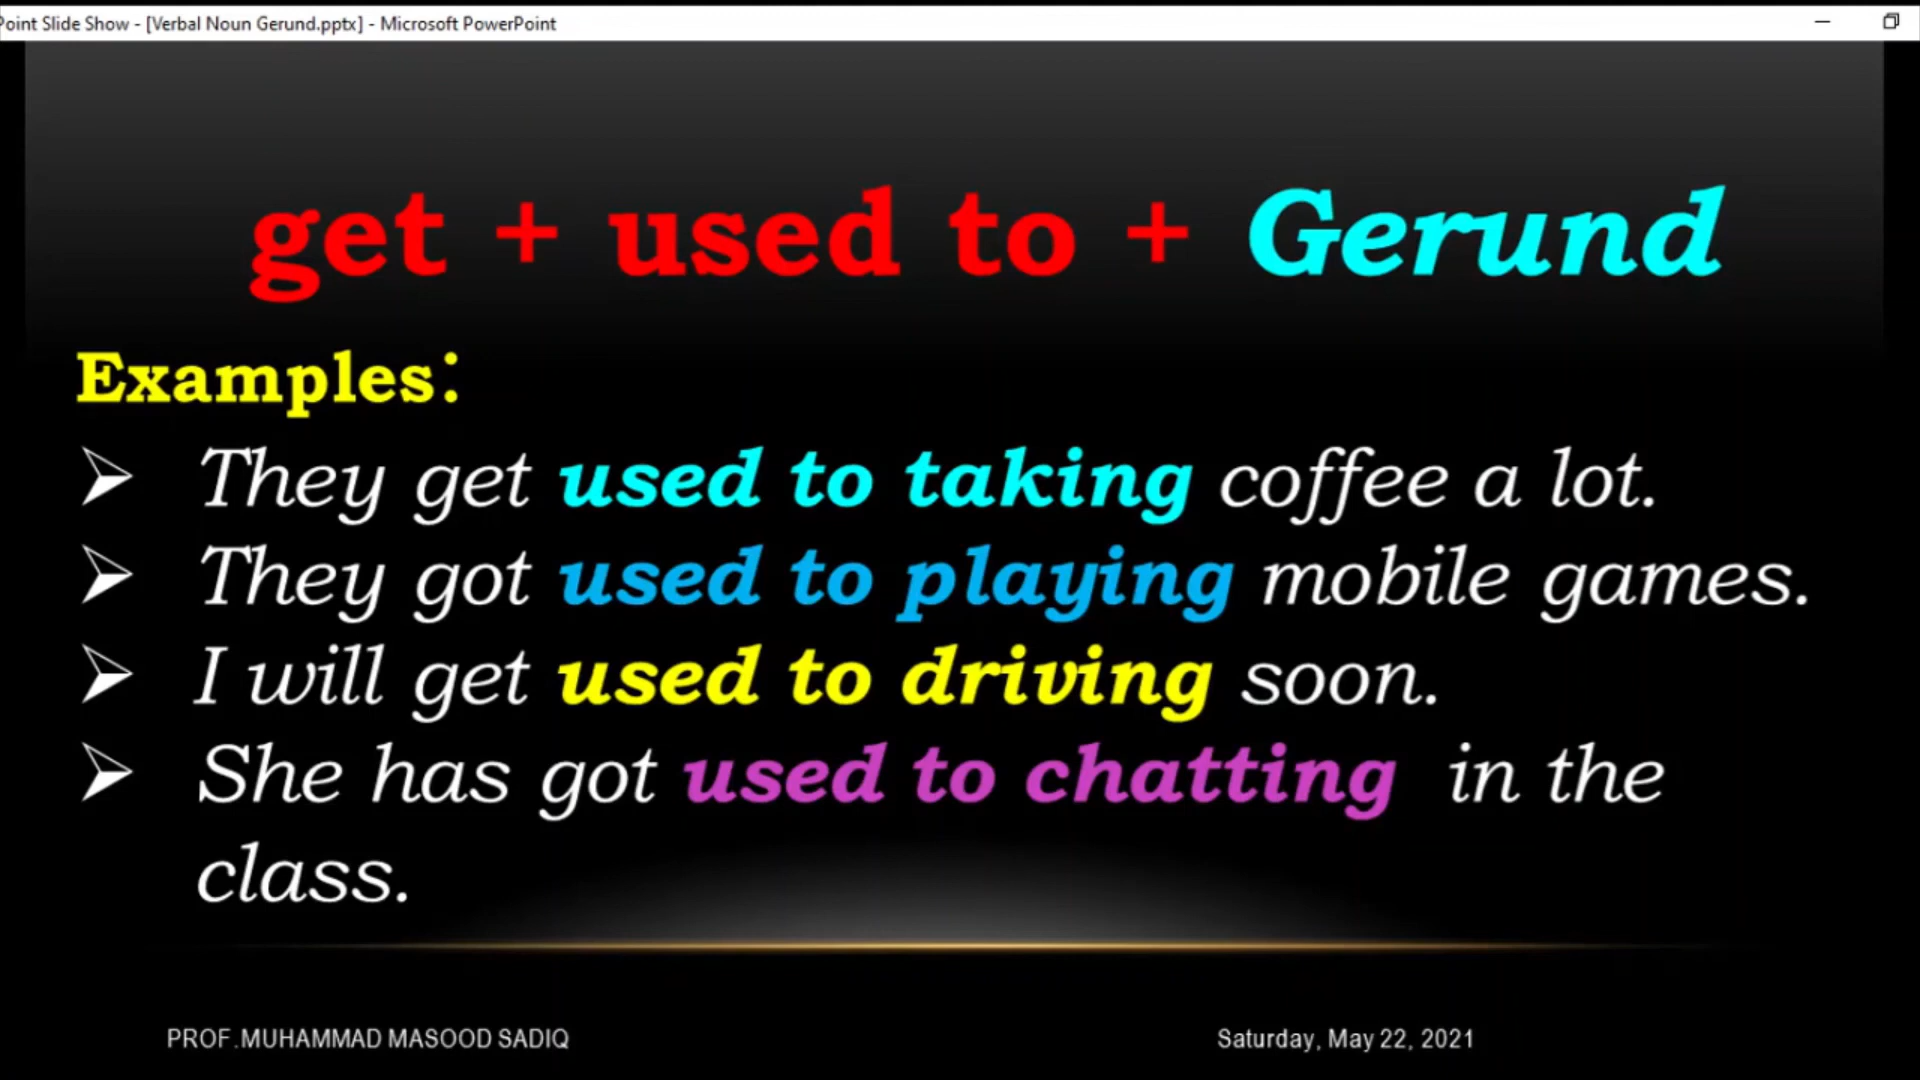 Point Slide Show - [Verbal Noun Gerund.pptx] - Microsoft PowerPoint
get + used to + Gerund
Examples:
They get used to taking coffee a lot.
They got used to playing mobile games.
I will get used to driving soon.
She has got used to chatting in the
class.
PROF.MUHAMMAD MASOOD SADIQ
Saturday, May 22, 2021